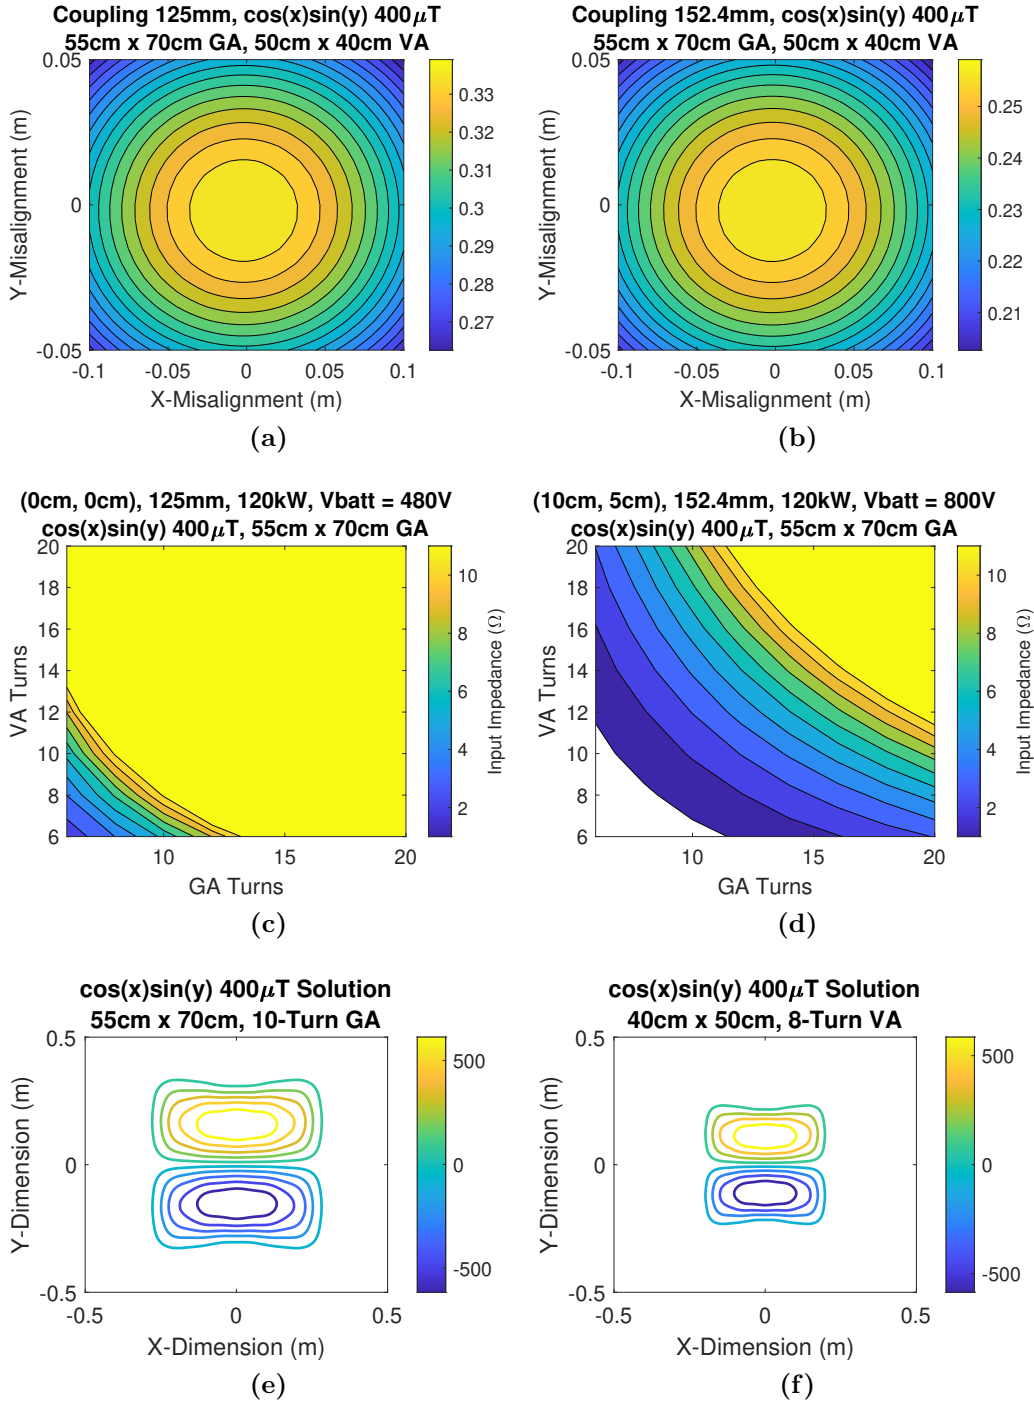 Coupling 125mm, cos(x)sin(y) 400μT
55cm x 70cm GA, 50cm x 40cm VA
0.05
0
-0.05
Y-Misalignment (m)
-0.1
-0.05
0
0.05
0.1
X-Misalignment (m)
0.33
0.32
0.31
0.3
0.29
0.28
0.27
(a)
Coupling 152.4mm, cos(x)sin(y) 400μT
55cm x 70cm GA, 50cm x 40cm VA
0.05
0
-0.05
Y-Misalignment (m)
-0.1
-0.05
0
0.05
0.1
X-Misalignment (m)
0.25
0.24
0.23
0.22
0.21
(b)
(0cm, 0cm), 125mm, 120kW, Vbatt = 480V
cos(x)sin(y) 400μT, 55cm x 70cm GA
20
18
16
14
12
10
8
6
VA Turns
10
15
20
GA Turns
10
8
6
4
2
Input Impedance (Ω)
(c)
(10cm, 5cm), 152.4mm, 120kW, Vbatt = 800V
cos(x)sin(y) 400μT, 55cm x 70cm GA
20
18
16
14
12
10
8
6
VA Turns
10
15
20
GA Turns
10
8
6
4
2
Input Impedance (Ω)
(d)
cos(x)sin(y) 400μT Solution
55cm x 70cm, 10-Turn GA
0.5
0
-0.5
Y-Dimension (m)
-0.5
0
0.5
X-Dimension (m)
500
0
-500
(e)
cos(x)sin(y) 400μT Solution
40cm x 50cm, 8-Turn VA
0.5
0
-0.5
Y-Dimension (m)
-0.5
0
0.5
X-Dimension (m)
500
0
-500
(f)